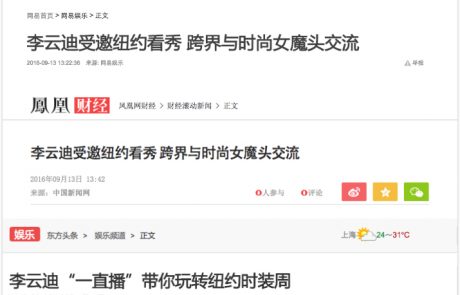 网易首页 > 网易娱乐 > 正文
李云迪受邀纽约看秀 跨界与时尚女魔头交流
2016-09-13 13:22:36 来源: 网易娱乐 举报
鳳凰 财经 凤凰网财经 > 财经滚动新闻 > 正文
李云迪受邀纽约看秀 跨界与时尚女魔头交流
2016年09月13日 13:42
来源：中国新闻网 0人参与 0评论
娱乐 东方头条 > 娱乐频道 > 正文 上海 24～31°C
李云迪“一直播”带你玩转纽约时装周